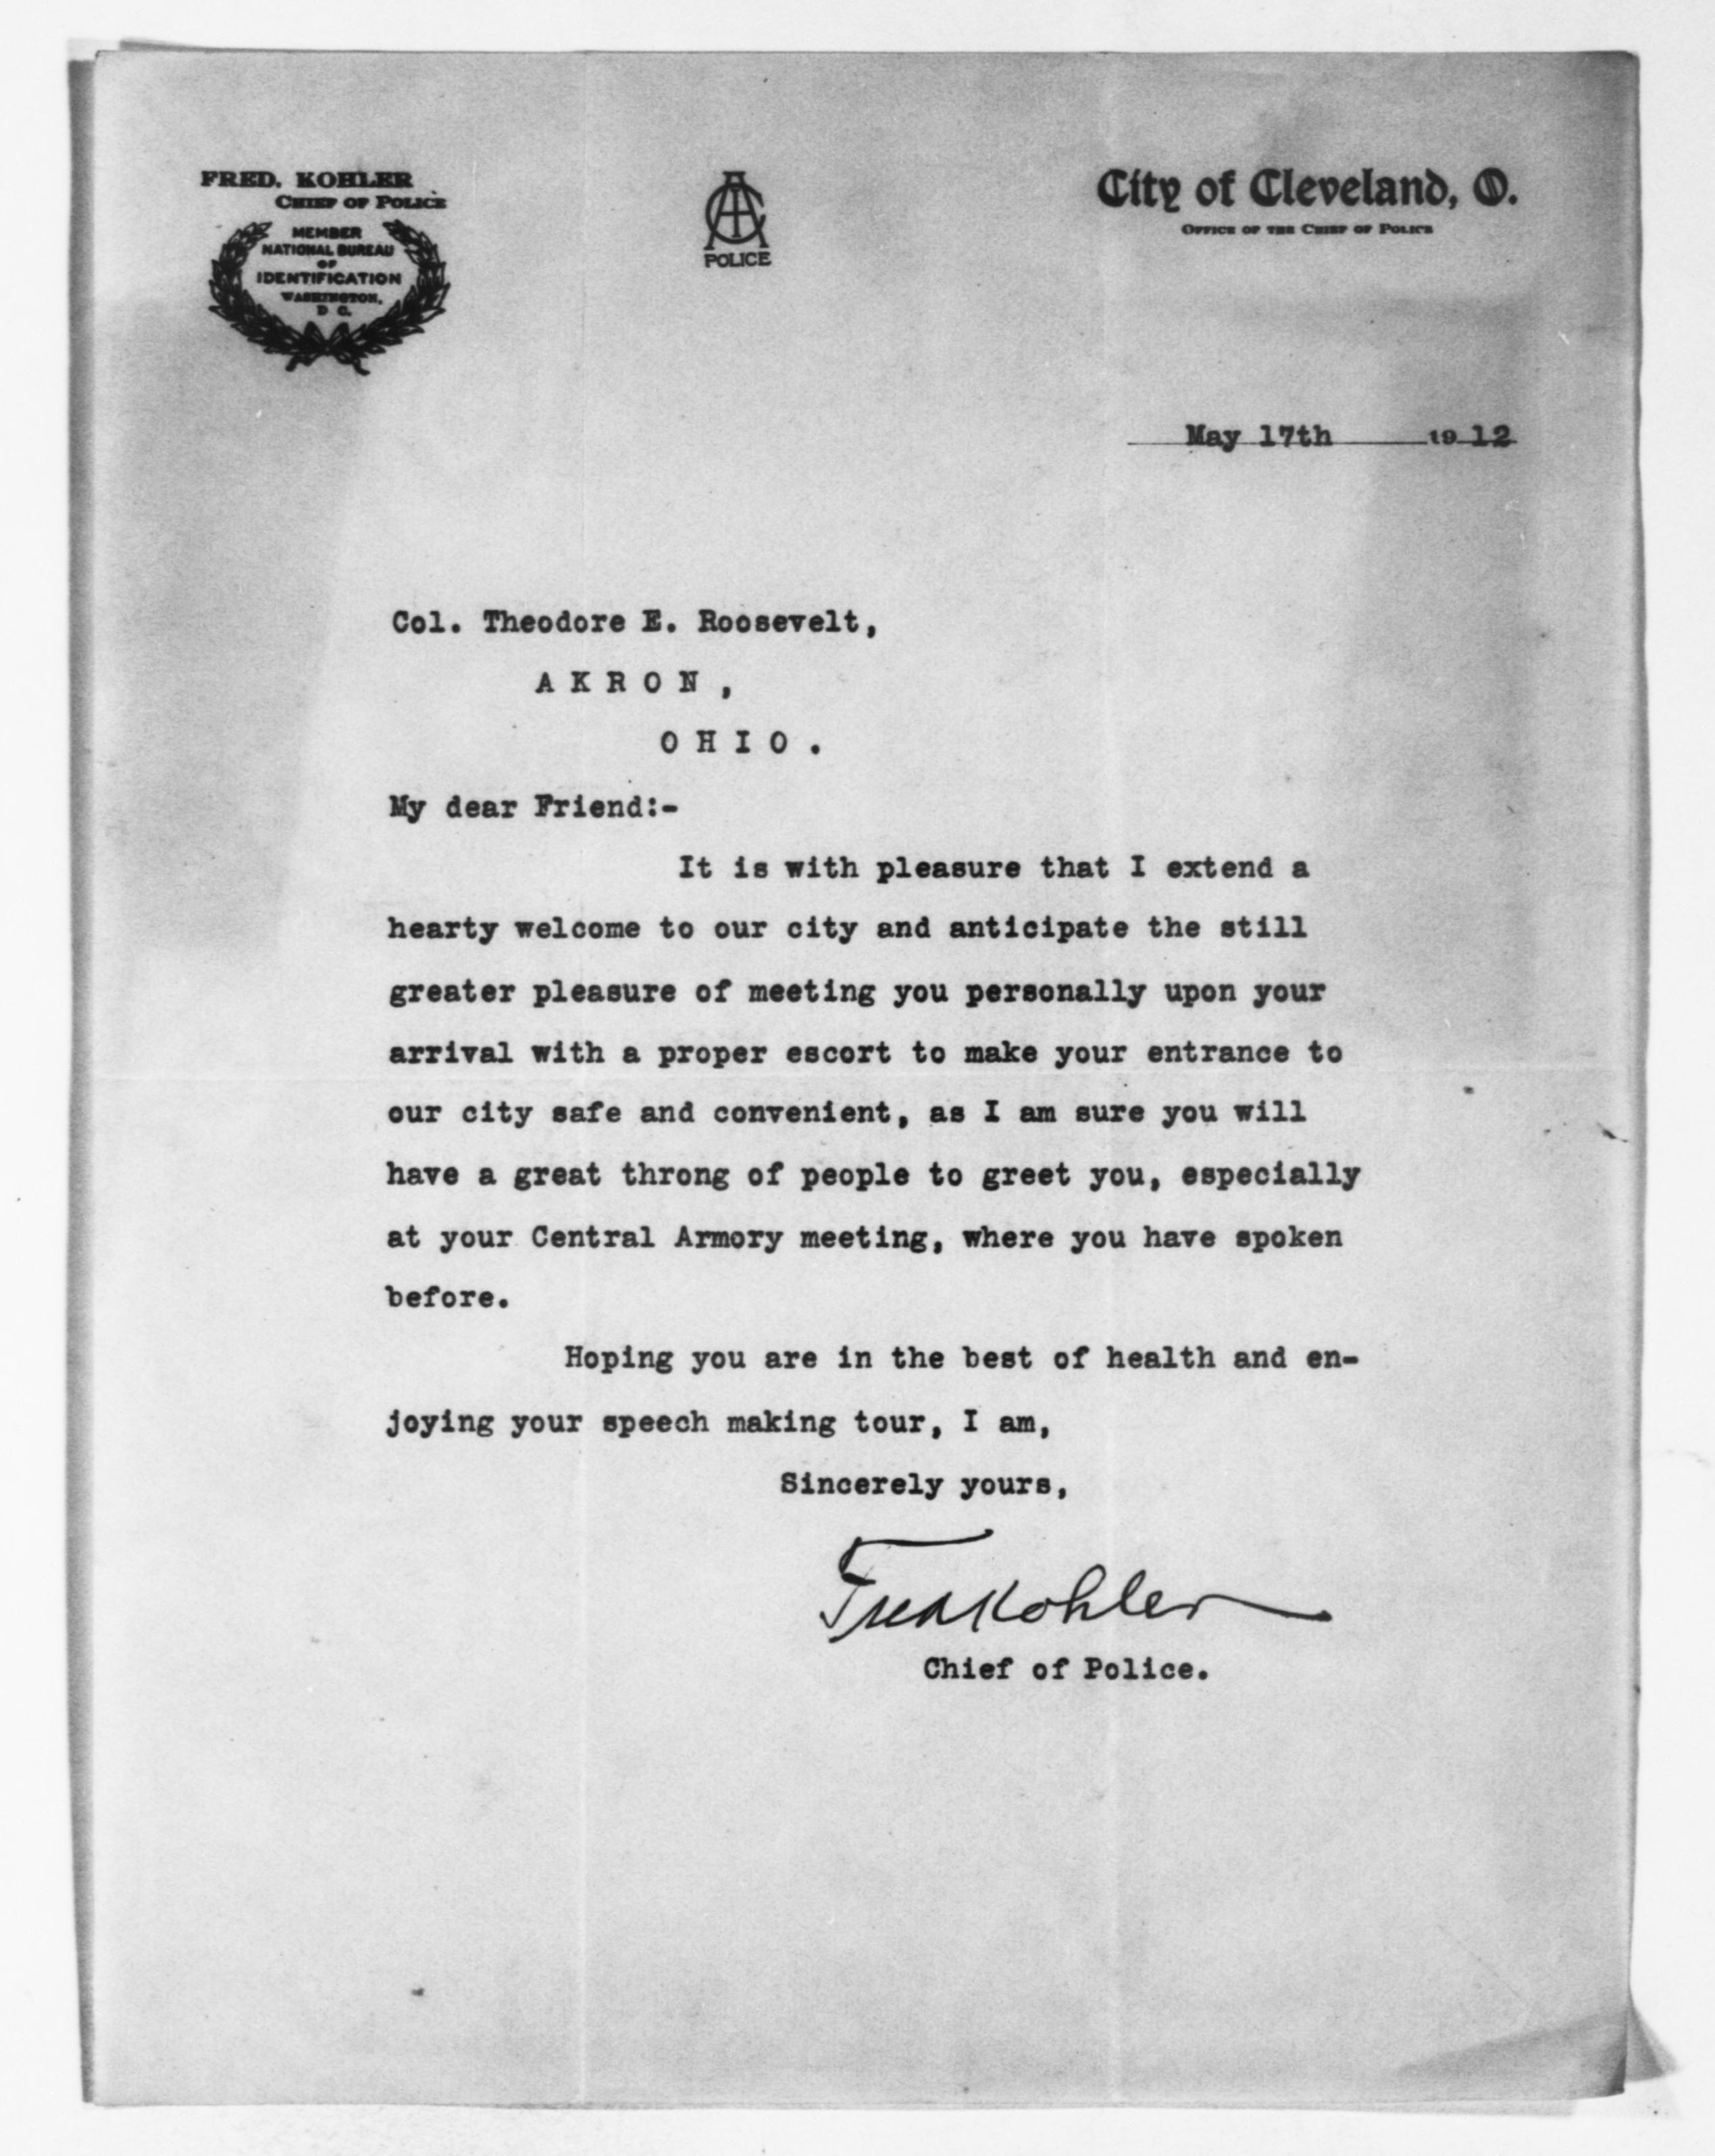 FRED. KOHLER
CHIEF OF POLICE
MEMBER
NATIONAL BUREAU
OF
IDENTIFICATION
WASHINGTON,
D C.
POLICE
City of Cleveland, O.
OFFICE OF THE CHIEF OF POLICE
May 17th 1912
Col. Theodore E. Roosevelt,
AKRON,
OHIO.
My dear Friend:-
It is with pleasure that I extend a
hearty welcome to our city and anticipate the still
greater pleasure of meeting you personally upon your
arrival with a proper escort to make your entrance to
our city safe and convenient, as I am sure you will
have a great throng of people to greet you, especially
at your Central Armory meeting, where you have spoken
before.
Hoping you are in the best of health and en-
joying your speech making tour, I am,
Sincerely yours,
Fred Kohler
Chief of Police.